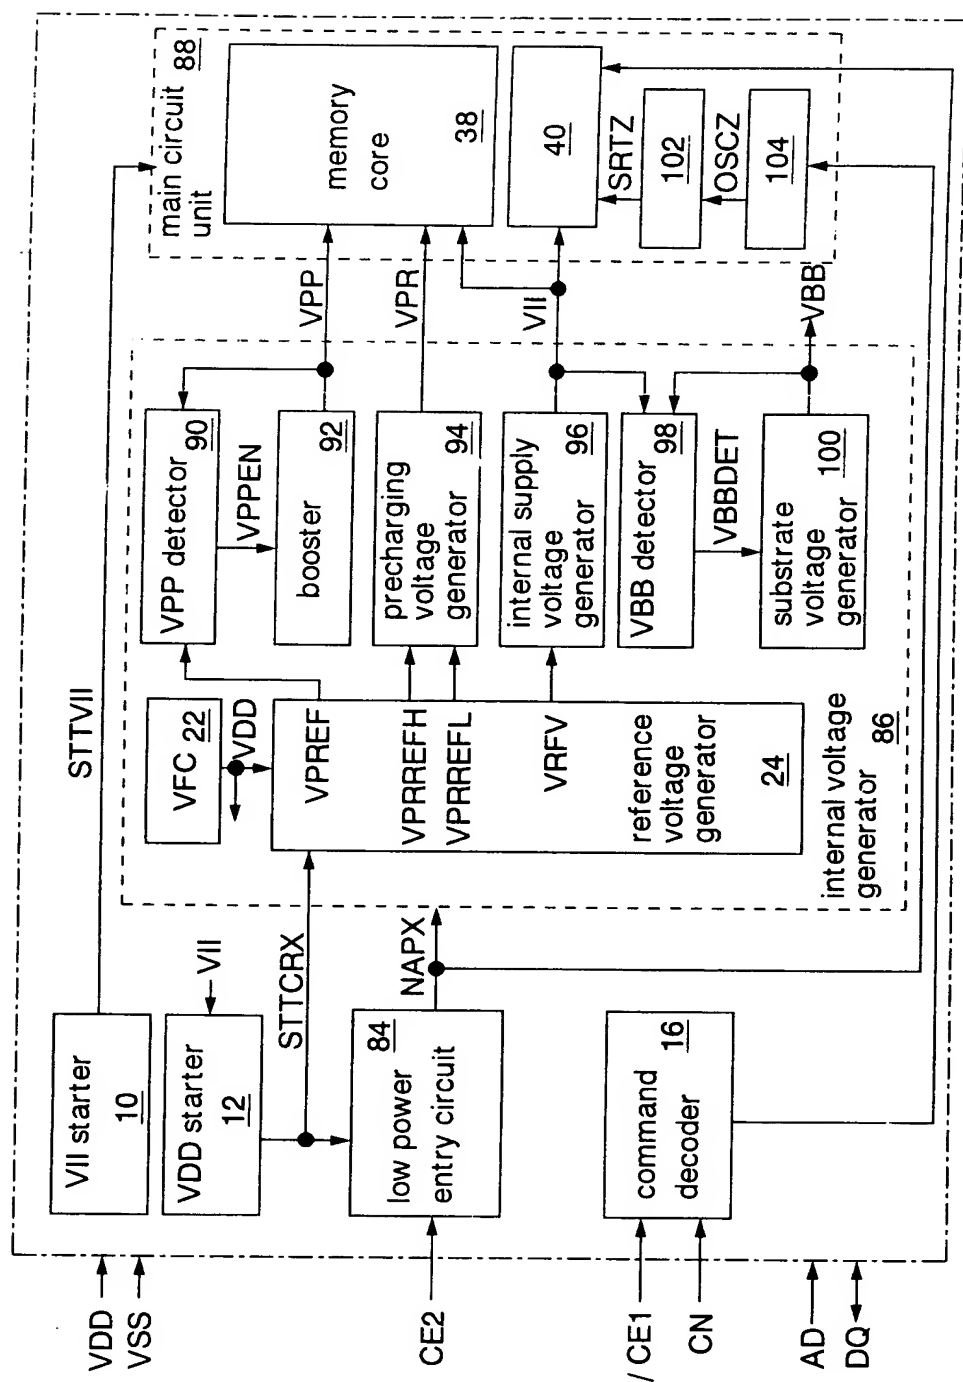 VDD
VSS
CE2
/ CE1
CN
AD
DQ
VII starter
10
VDD starter
12
VII
STTVII
STTCRX
low power
entry circuit
84
NAPX
command
decoder
16
VFC 22
VDD
VPREF
VPRREFH
VPRREFL
VRFV
reference
voltage
generator
24
internal voltage
generator
86
VPP detector
90
VPPEN
booster
92
precharging
voltage
generator
94
internal supply
voltage
generator
96
VBB detector
98
VBBDET
substrate
voltage
generator
100
VPP
VPR
VII
VBB
main circuit
unit
88
memory
core
38
40
SRTZ
102
OSCZ
104